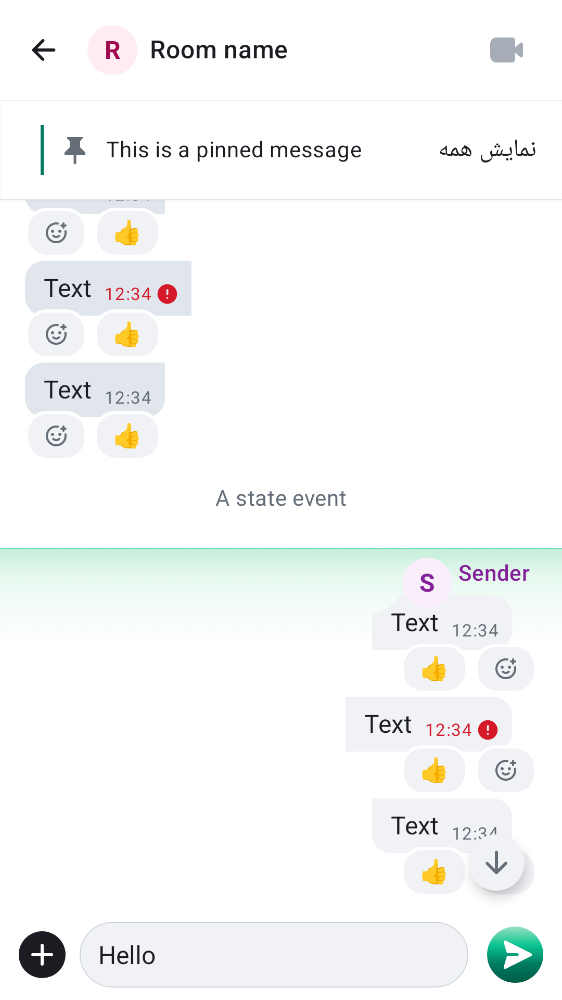 R Room name
This is a pinned message نمایش همه
Text 12:34
Text 12:34
A state event
S Sender
Text 12:34
Text 12:34
Text 12:34
Hello